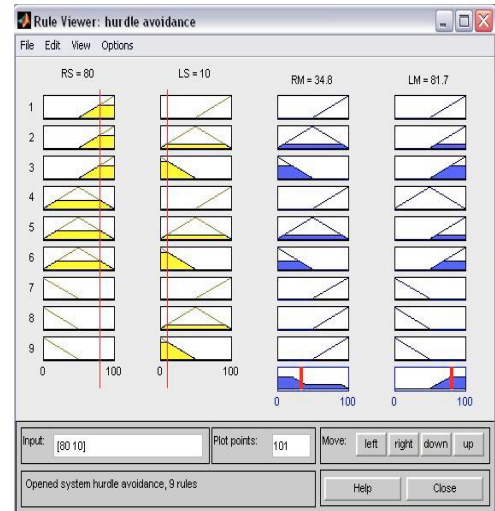 Rule Viewer: hurdle avoidance
File Edit View Options
RS = 80 LS = 10 RM = 34.8 LM = 81.7
1
2
3
4
5
6
7
8
9
0 100 0 100
0 100 0 100
Input: [80 10] Plot points: 101 Move: left right down up
Opened system hurdle avoidance, 9 rules Help Close